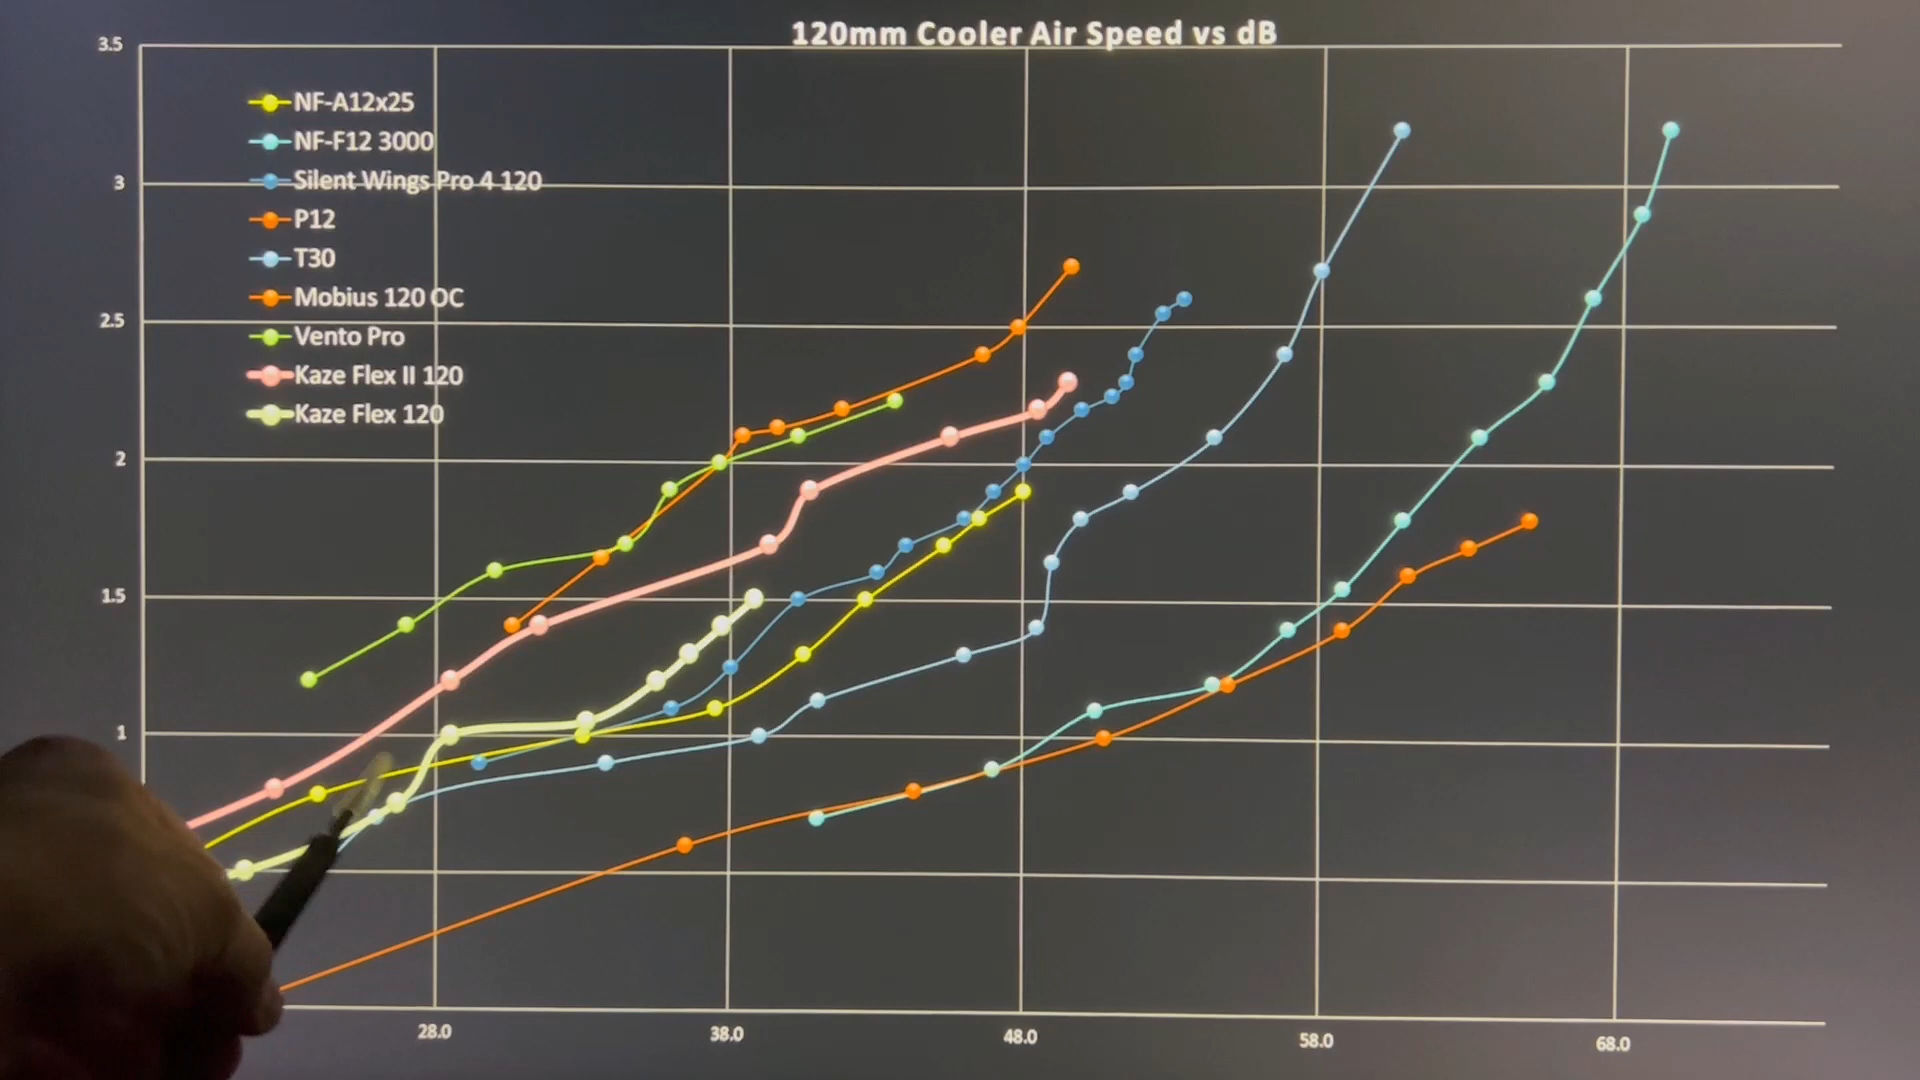 120mm Cooler Air Speed vs dB
3.5
NF-A12x25
NF-F12 3000
3
Silent Wings Pro 4 120
P12
T30
Mobius 120 OC
2.5
Vento Pro
Kaze Flex II 120
Kaze Flex 120
2
1.5
1
28.0
38.0
48.0
58.0
68.0